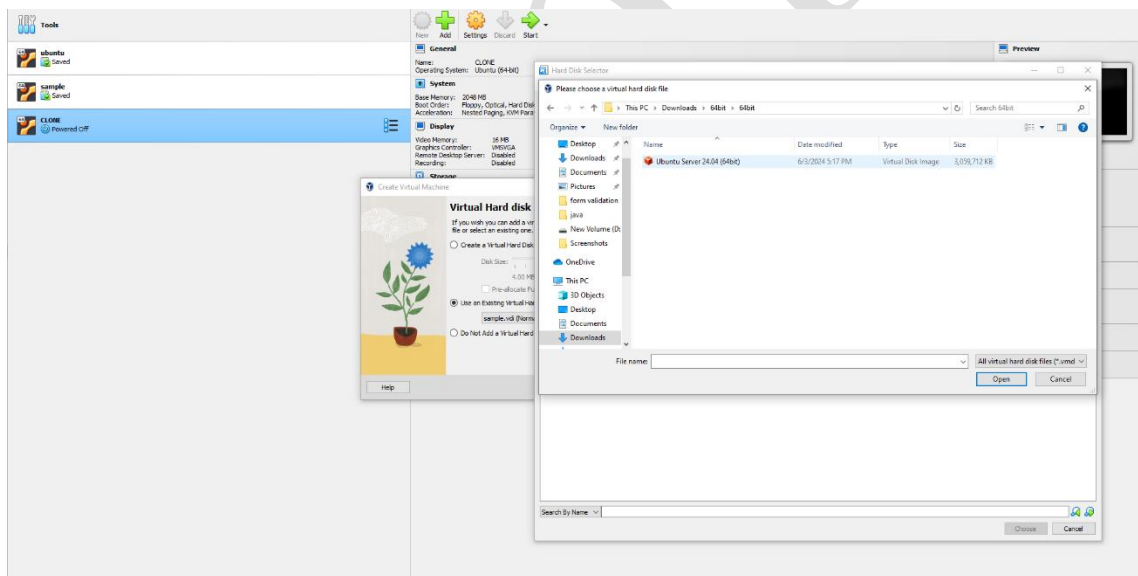 Tools
ubuntu
Saved
sample
Saved
CLONE
Powered Off
New Add Settings Discard Start
General
Name: CLONE
Operating System: Ubuntu (64-bit)
System
Base Memory: 2048 MB
Boot Order: Floppy, Optical, Hard Disk
Acceleration: Nested Paging, KVM Para
Display
Video Memory: 16 MB
Graphics Controller: VMSVGA
Remote Desktop Server: Disabled
Recording: Disabled
Storage
Preview
Create Virtual Machine
Virtual Hard disk
If you wish you can add a vir
file or select an existing one.
Create a Virtual Hard Disk
Disk Size:
4.00 MB
Pre-allocate Fu
Use an Existing Virtual Har
sample.vdi (Norma
Do Not Add a Virtual Hard
Help
Hard Disk Selector
Please choose a virtual hard disk file
This PC > Downloads > 64bit > 64bit
Search 64bit
Organize New folder
Name Date modified Type Size
Ubuntu Server 24.04 (64bit) 6/3/2024 5:17 PM Virtual Disk Image 3,059,712 KB
Desktop
Downloads
Documents
Pictures
form validation
java
New Volume (D:
Screenshots
OneDrive
This PC
3D Objects
Desktop
Documents
Downloads
File name:
All virtual hard disk files (*.vmd
Open Cancel
Search By Name
Choose Cancel